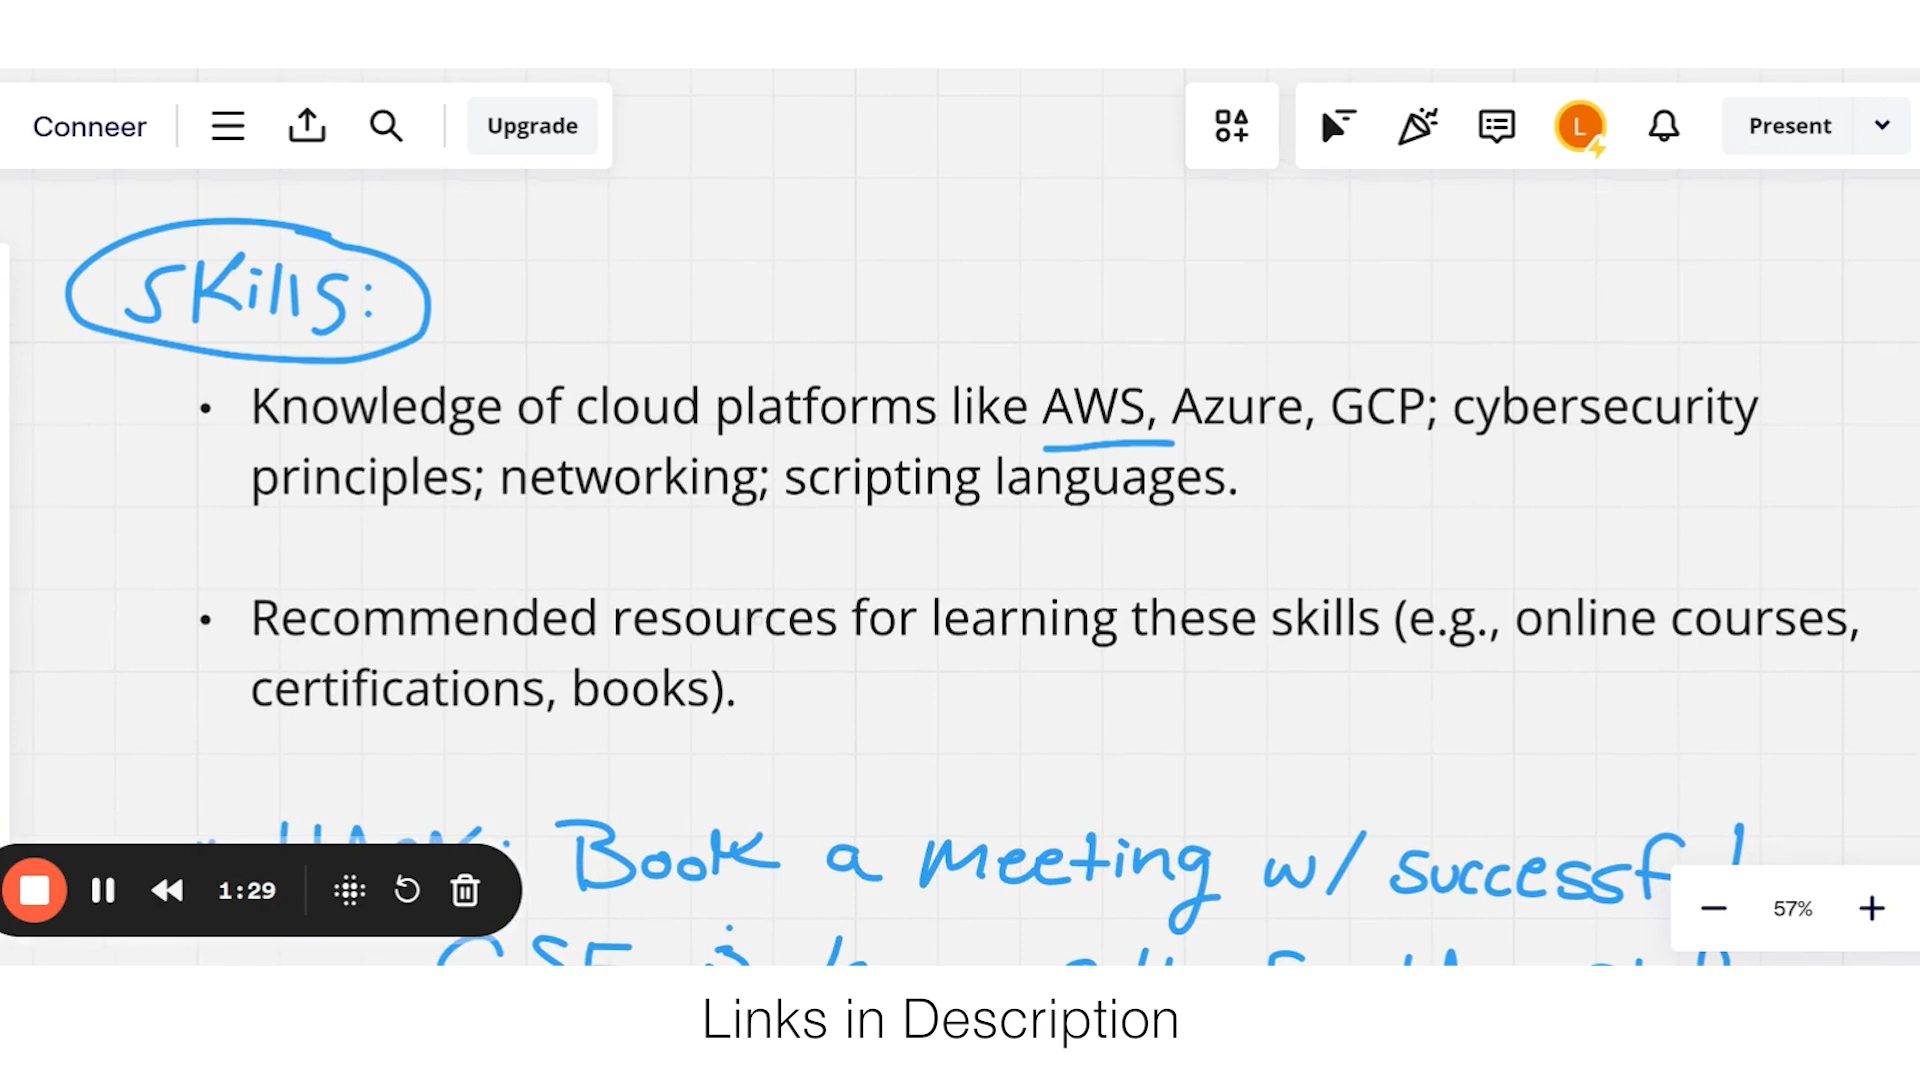 Conneer Upgrade L Present
SKills:
• Knowledge of cloud platforms like AWS, Azure, GCP; cybersecurity
principles; networking; scripting languages.
• Recommended resources for learning these skills (e.g., online courses,
certifications, books).
Book a meeting w/
1:29
57%
Links in Description